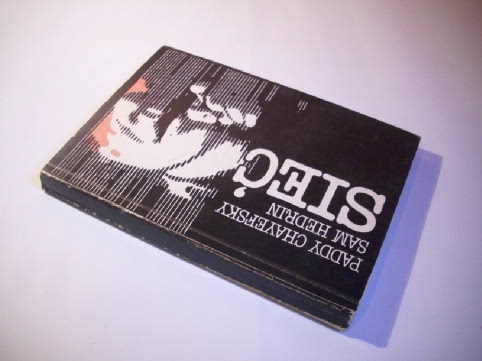 PADDY CHAYEFSKY
SAM HEDRIN
SIEĆ